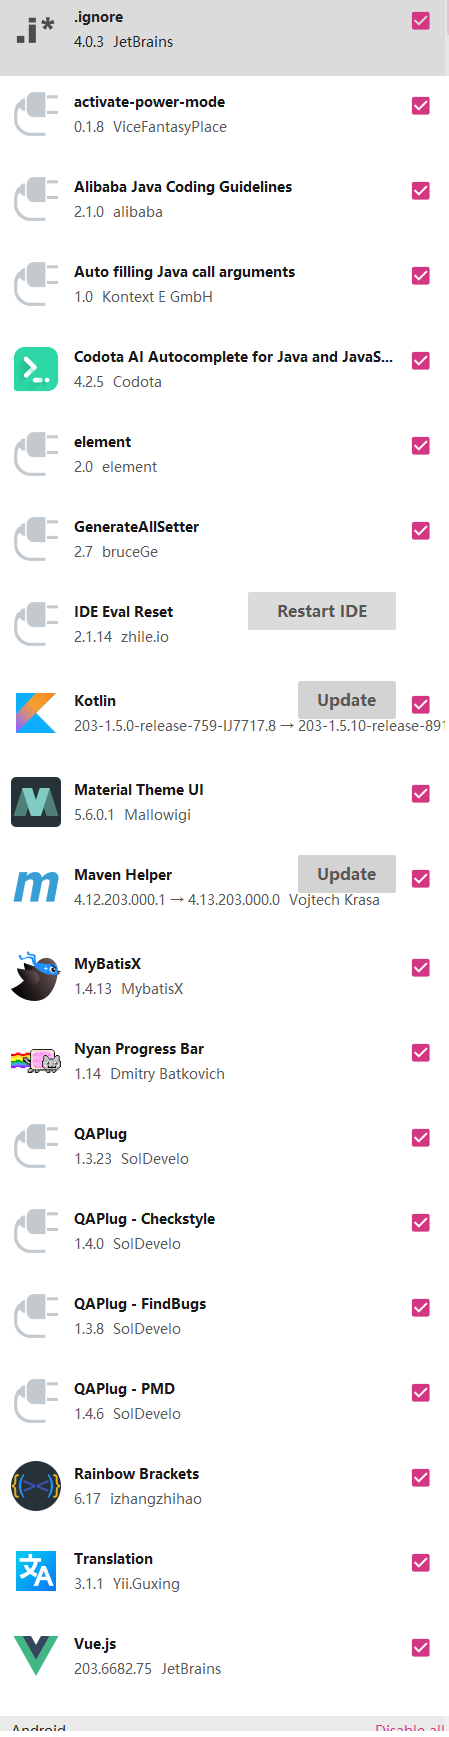 .ignore
4.0.3 JetBrains
activate-power-mode
0.1.8 ViceFantasyPlace
Alibaba Java Coding Guidelines
2.1.0 alibaba
Auto filling Java call arguments
1.0 Kontext E GmbH
Codota AI Autocomplete for Java and JavaS...
4.2.5 Codota
element
2.0 element
GenerateAllSetter
2.7 bruceGe
IDE Eval Reset Restart IDE
2.1.14 zhile.io
Kotlin Update
203-1.5.0-release-759-IJ7717.8 → 203-1.5.10-release-891
Material Theme UI
5.6.0.1 Mallowigi
Maven Helper Update
4.12.203.000.1 → 4.13.203.000.0 Vojtech Krasa
MyBatisX
1.4.13 MybatisX
Nyan Progress Bar
1.14 Dmitry Batkovich
QAPlug
1.3.23 SolDevelo
QAPlug - Checkstyle
1.4.0 SolDevelo
QAPlug - FindBugs
1.3.8 SolDevelo
QAPlug - PMD
1.4.6 SolDevelo
Rainbow Brackets
6.17 izhangzhihao
Translation
3.1.1 Yii.Guxing
Vue.js
203.6682.75 JetBrains
Android Disable all